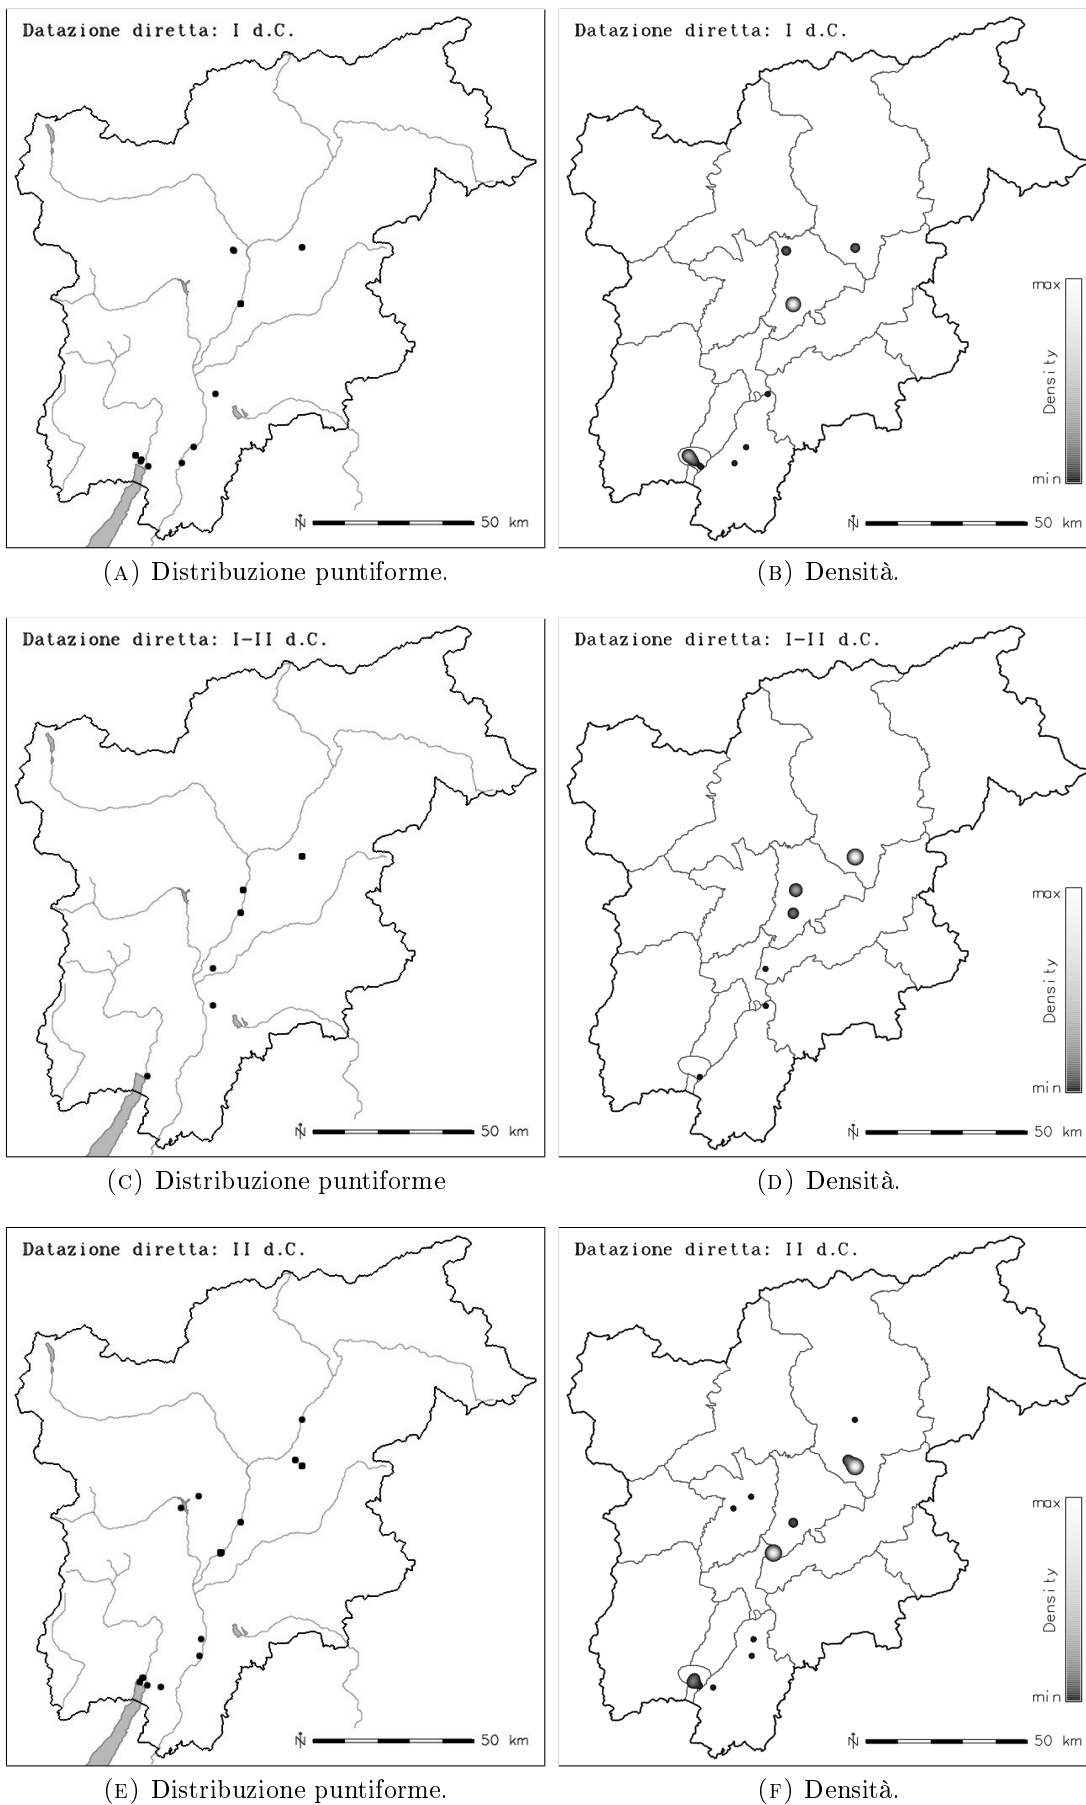 Datazione diretta: I d.C.
N
50 km
(A) Distribuzione puntiforme.
Datazione diretta: I d.C.
max
Density
min
N
50 km
(B) Densità.
Datazione diretta: I-II d.C.
N
50 km
(C) Distribuzione puntiforme
Datazione diretta: I-II d.C.
max
Density
min
N
50 km
(D) Densità.
Datazione diretta: II d.C.
N
50 km
(E) Distribuzione puntiforme.
Datazione diretta: II d.C.
max
Density
min
N
50 km
(F) Densità.